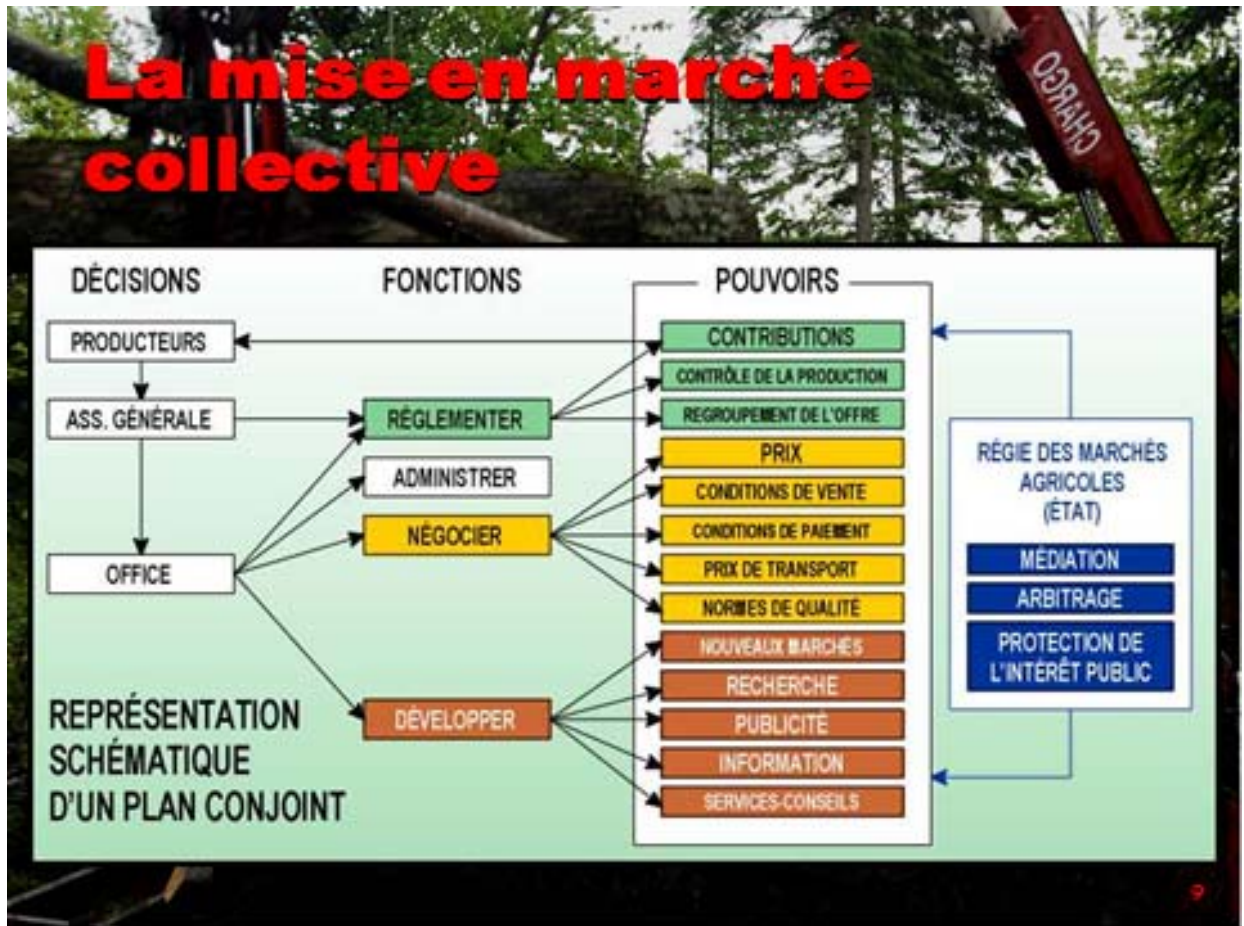 La mise en marché
collective
CHARGO
DÉCISIONS
FONCTIONS
POUVOIRS
PRODUCTEURS
ASS. GÉNÉRALE
OFFICE
RÉGLEMENTER
ADMINISTRER
NÉGOCIER
DÉVELOPPER
CONTRIBUTIONS
CONTRÔLE DE LA PRODUCTION
REGROUPEMENT DE L'OFFRE
PRIX
CONDITIONS DE VENTE
CONDITIONS DE PAIEMENT
PRIX DE TRANSPORT
NORMES DE QUALITÉ
NOUVEAUX MARCHÉS
RECHERCHE
PUBLICITÉ
INFORMATION
SERVICES-CONSEILS
RÉGIE DES MARCHÉS
AGRICOLES
(ÉTAT)
MÉDIATION
ARBITRAGE
PROTECTION DE
L'INTÉRÊT PUBLIC
REPRÉSENTATION
SCHÉMATIQUE
D'UN PLAN CONJOINT
9